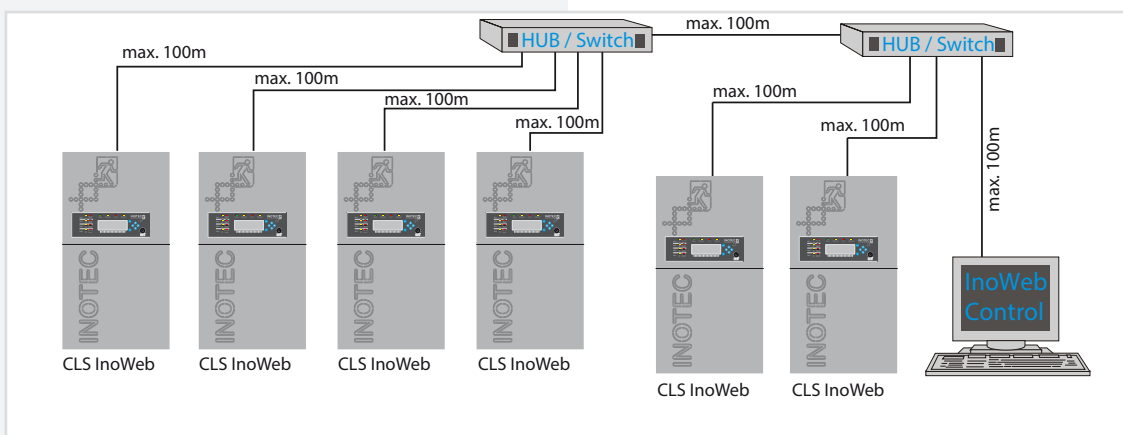 HUB / Switch
max. 100m
HUB / Switch
max. 100m
max. 100m
max. 100m
max. 100m
max. 100m
max. 100m
max. 100m
INOTEC
INOTEC
INOTEC
INOTEC
INOTEC
INOTEC
InoWeb
Control
CLS InoWeb
CLS InoWeb
CLS InoWeb
CLS InoWeb
CLS InoWeb
CLS InoWeb